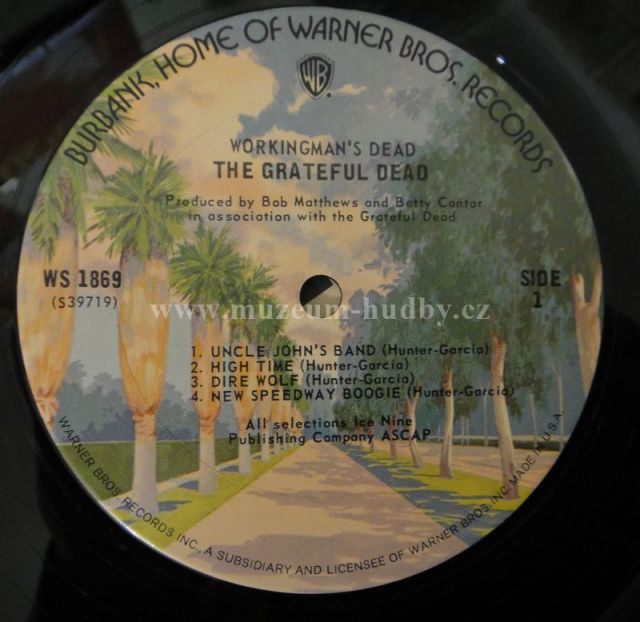 BURBANK, HOME OF WARNER BROS. RECORDS
WB
WORKINGMAN'S DEAD
THE GRATEFUL DEAD
Produced by Bob Matthews and Betty Cantor
in association with the Grateful Dead
WS 1869
(S39719)
SIDE
1
www.muzeum-hudby.cz
1. UNCLE JOHN'S BAND (Hunter-Garcia)
2. HIGH TIME (Hunter-Garcia)
3. DIRE WOLF (Hunter-Garcia)
4. NEW SPEEDWAY BOOGIE (Hunter-Garcia)
All selections Ice Nine
Publishing Company ASCAP
WARNER BROS. RECORDS INC., A SUBSIDIARY AND LICENSEE OF WARNER BROS. INC. MADE IN U.S.A.